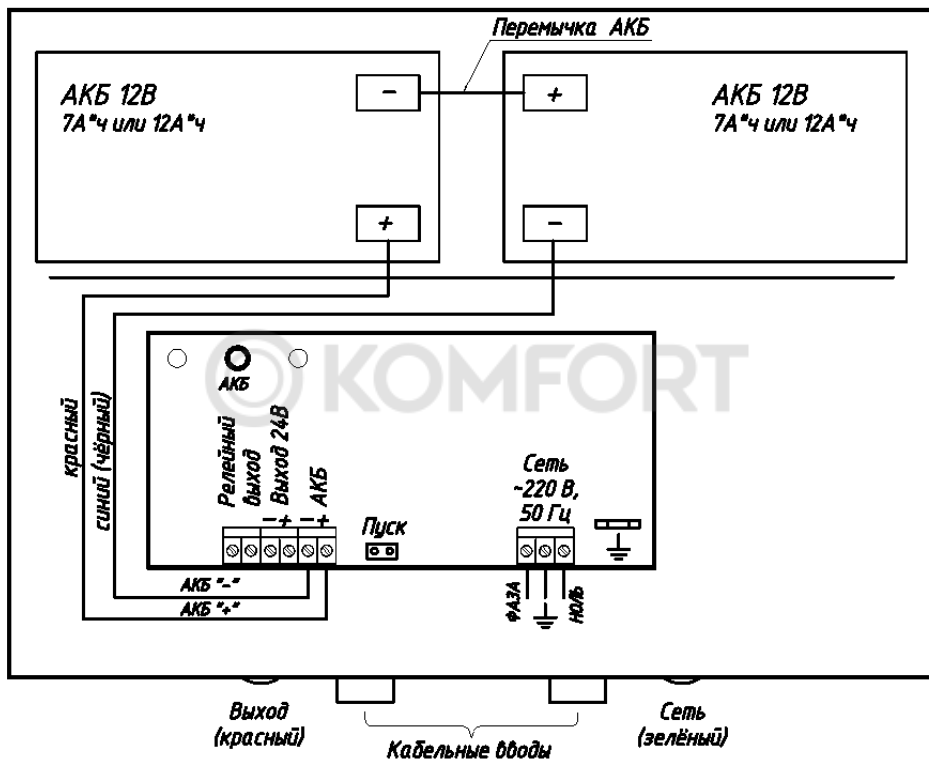 Перемычка АКБ
АКБ 12В
7А*ч или 12А*ч
-
+
АКБ 12В
7А*ч или 12А*ч
+
-
красный
синий (чёрный)
© KOMFORT
АКБ
Релейный
выход
Выход 24В
- +
АКБ
- +
Пуск
Сеть
~220 В,
50 Гц
АКБ "-"
АКБ "+"
ФАЗА
НОЛЬ
Выход
(красный)
Кабельные вводы
Сеть
(зелёный)